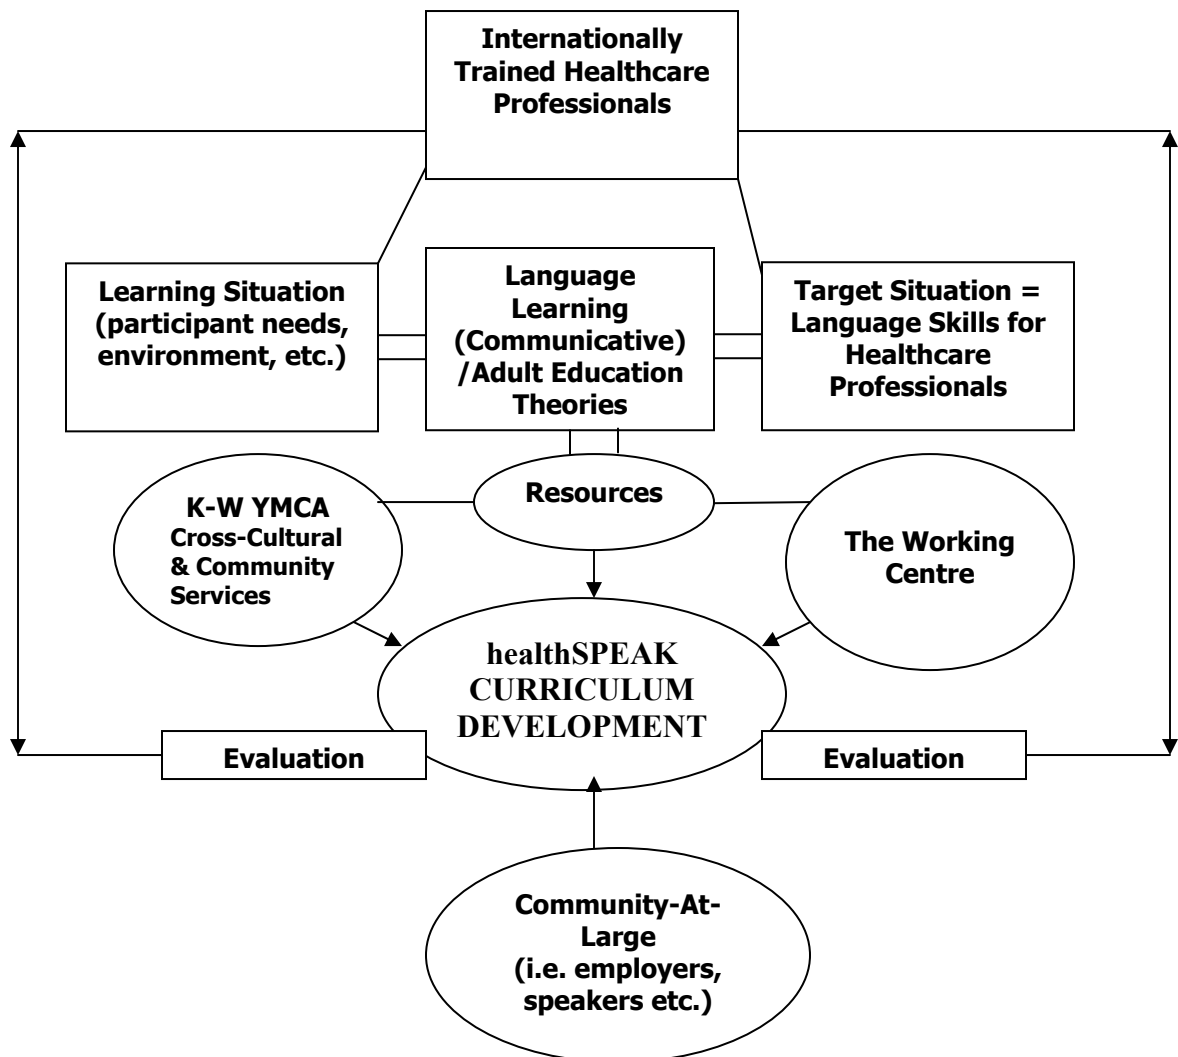 Internationally
Trained Healthcare
Professionals
Learning Situation
(participant needs,
environment, etc.)
Language
Learning
(Communicative)
/Adult Education
Theories
Target Situation =
Language Skills for
Healthcare
Professionals
K-W YMCA
Cross-Cultural
& Community
Services
Resources
The Working
Centre
healthSPEAK
CURRICULUM
DEVELOPMENT
Evaluation
Evaluation
Community-At-
Large
(i.e. employers,
speakers etc.)